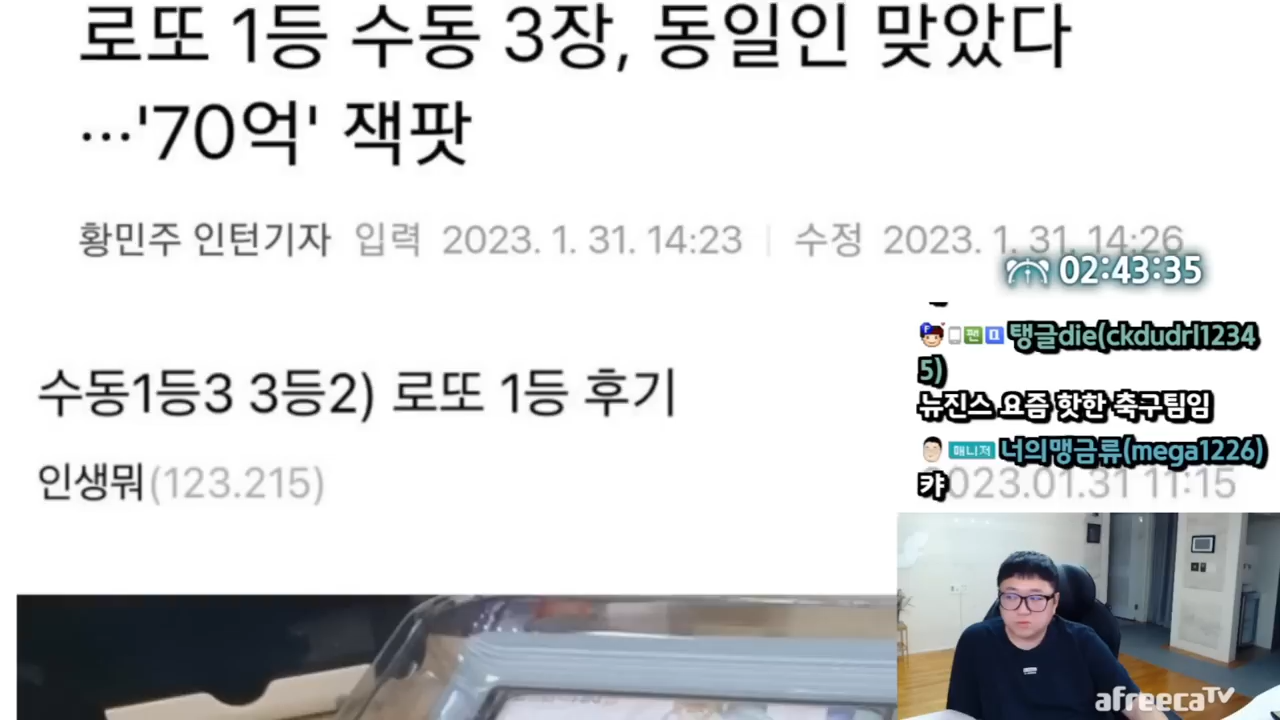 로또 1등 수동 3장, 동일인 맞았다
…'70억' 잭팟
황민주 인턴기자 입력 2023. 1. 31. 14:23 | 수정 2023. 1. 31. 14:26
02:43:35
팬 탱글die(ckdudrl1234
5)
수동1등3 3등2) 로또 1등 후기
뉴진스 요즘 핫한 축구팀임
매니저 너의맹금류(mega1226)
인생뭐(123.215)
캬
023.01.31 11:15
afreecaTV